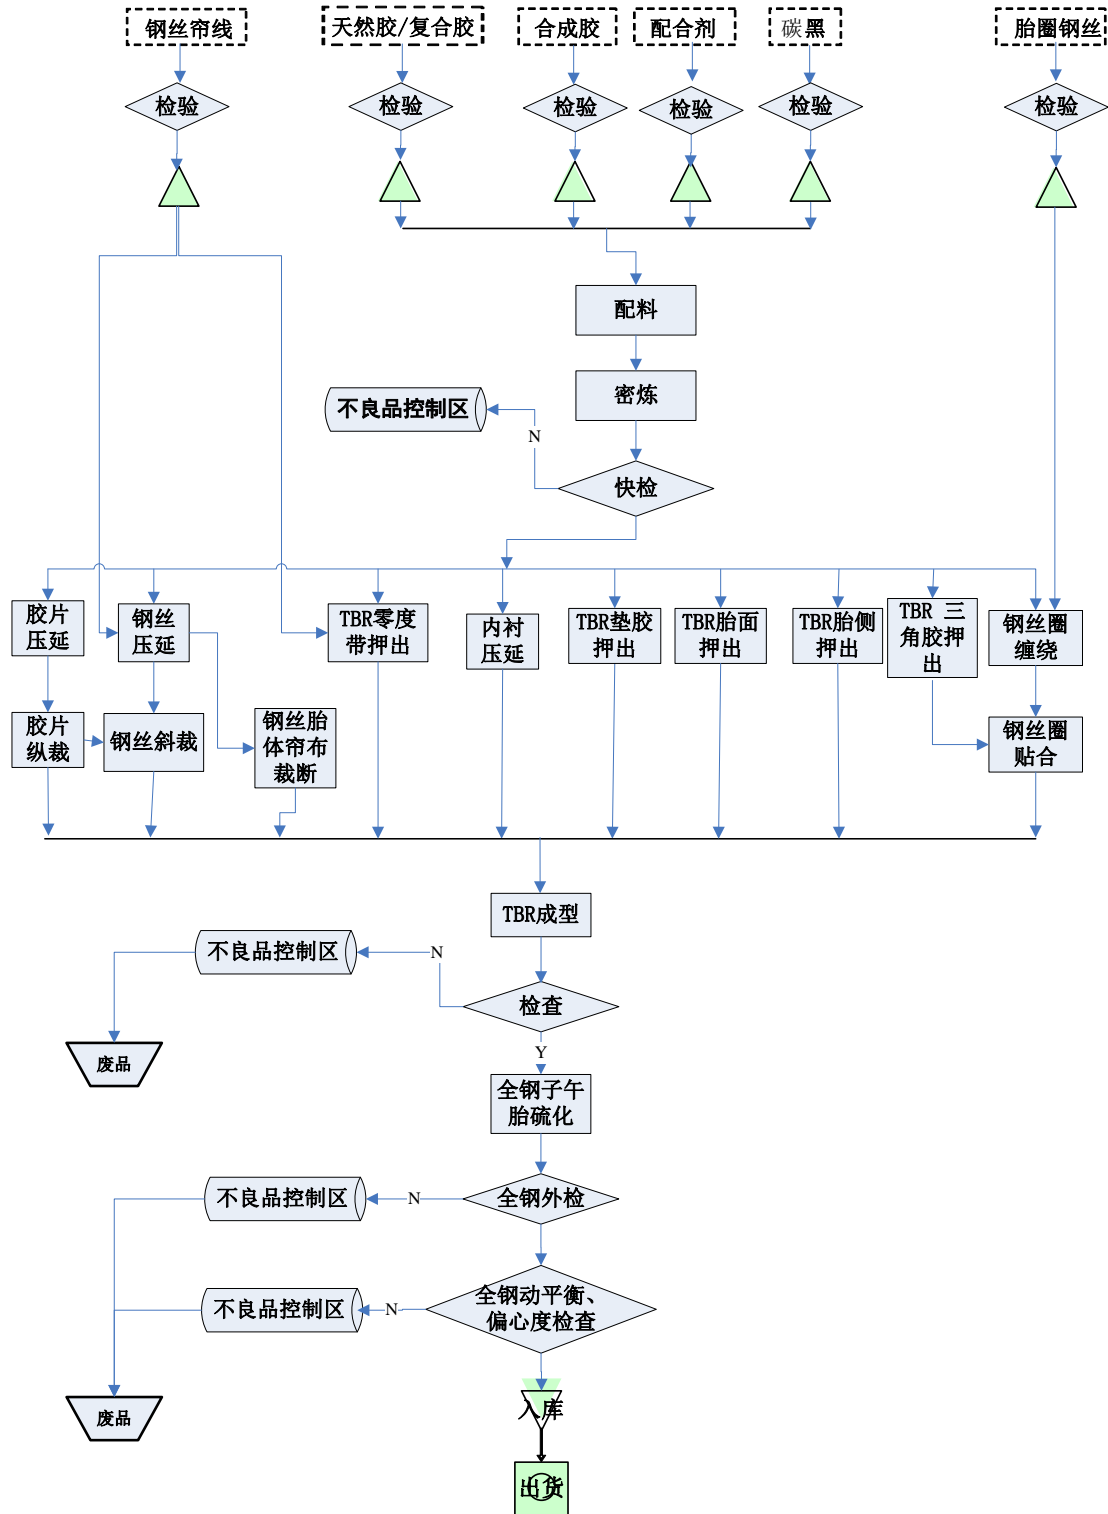 钢丝帘线
天然胶/复合胶
合成胶
配合剂
碳黑
胎圈钢丝
检验
检验
检验
检验
检验
检验
配料
密炼
不良品控制区
N
快检
胶片
压延
钢丝
压延
TBR零度
带押出
内衬
压延
TBR垫胶
押出
TBR胎面
押出
TBR胎侧
押出
TBR 三
角胶押
出
钢丝圈
缠绕
胶片
纵裁
钢丝斜裁
钢丝胎
体帘布
裁断
钢丝圈
贴合
TBR成型
不良品控制区
N
检查
Y
废品
全钢子午
胎硫化
不良品控制区
N
全钢外检
不良品控制区
N
全钢动平衡、
偏心度检查
废品
入库
出货